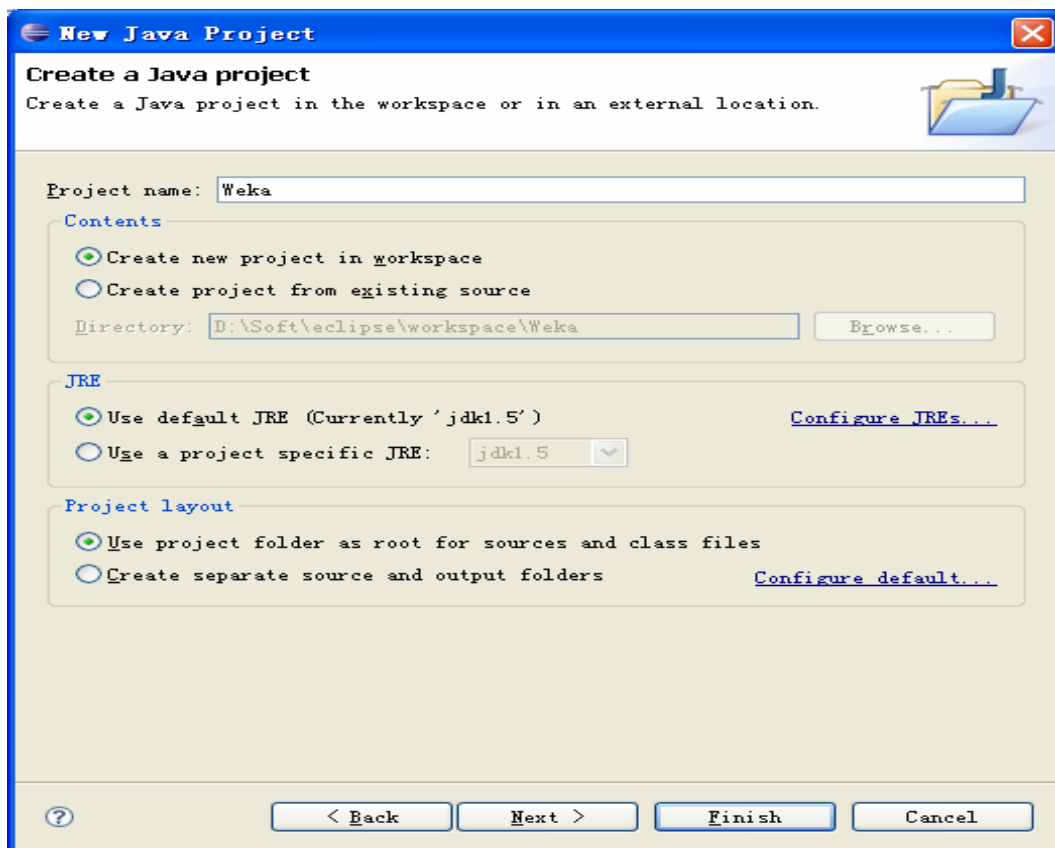 New Java Project
Create a Java project
Create a Java project in the workspace or in an external location.
Project name: Weka
Contents
Create new project in workspace
Create project from existing source
Directory: D:\Soft\eclipse\workspace\Weka Browse...
JRE
Use default JRE (Currently 'jdk1.5') Configure JREs...
Use a project specific JRE: jdk1.5
Project layout
Use project folder as root for sources and class files
Create separate source and output folders Configure default...
? < Back Next > Finish Cancel